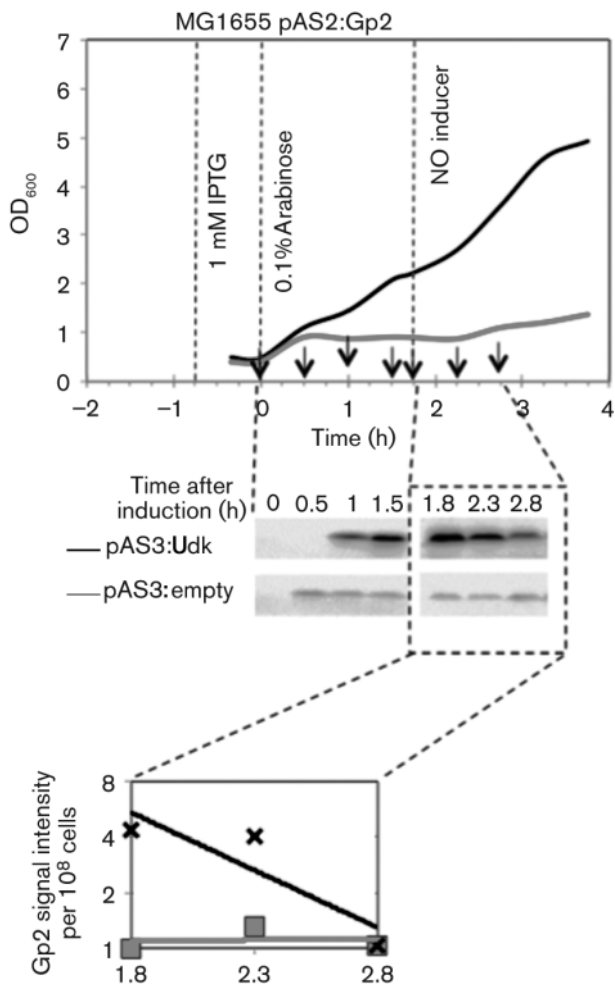 MG1655 pAS2:Gp2
7
6
5
4
3
2
1
0
OD600
1 mM IPTG
0.1% Arabinose
NO inducer
−2 −1 0 1 2 3 4
Time (h)
Time after
induction (h)
0 0.5 1 1.5 1.8 2.3 2.8
pAS3:Udk
pAS3:empty
8
4
2
1
Gp2 signal intensity
per 10⁸ cells
1.8 2.3 2.8